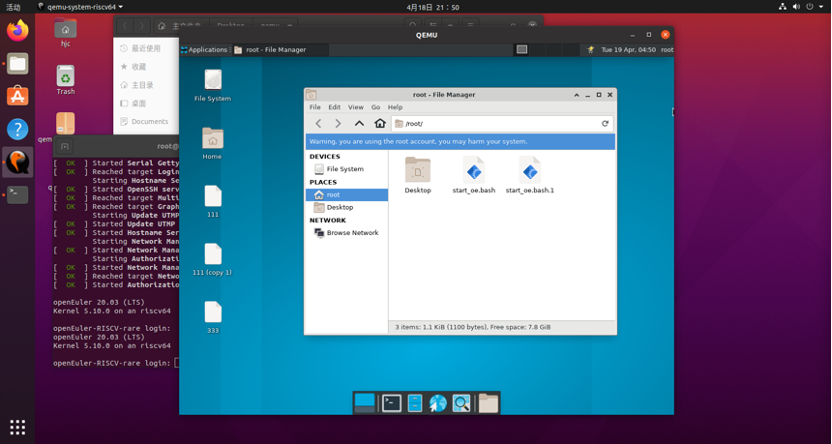 活动
qemu-system-riscv64
4月18日 21:50
hjc
Trash
qem
最近使用
收藏
主目录
桌面
Documents
主文件夹
Desktop
qemu
root@
[ OK ] Started Serial Getty
[ OK ] Reached target Login
Starting Hostname Se
[ OK ] Started OpenSSH serv
[ OK ] Reached target Multi
[ OK ] Reached target Graph
Starting Update UTMP
[ OK ] Started Update UTMP
[ OK ] Started Hostname Ser
Starting Network Man
[ OK ] Started Network Mana
Starting Authorizati
[ OK ] Started Network Mana
[ OK ] Reached target Netwo
[ OK ] Started Authorizatio
openEuler 20.03 (LTS)
Kernel 5.10.0 on an riscv64
openEuler-RISCV-rare login:
openEuler 20.03 (LTS)
Kernel 5.10.0 on an riscv64
openEuler-RISCV-rare login:
QEMU
Applications
root - File Manager
Tue 19 Apr, 04:50
root
File System
Home
111
111 (copy 1)
333
root - File Manager
File Edit View Go Help
/root/
Warning, you are using the root account, you may harm your system.
DEVICES
File System
PLACES
root
Desktop
NETWORK
Browse Network
Desktop
start_oe.bash
start_oe.bash.1
3 items: 1.1 KiB (1100 bytes), Free space: 7.8 GiB